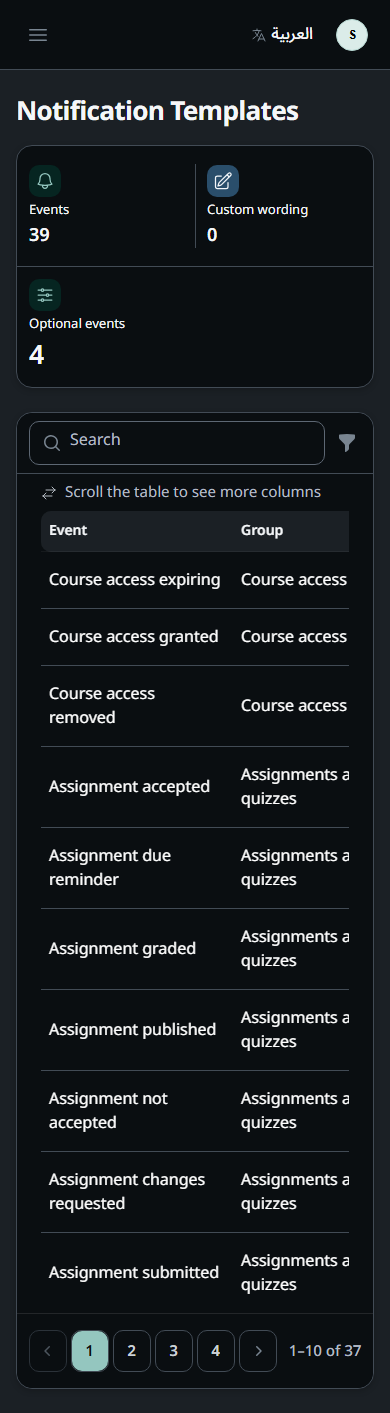 العربية
S
Notification Templates
Events
39
Custom wording
0
Optional events
4
Search
Scroll the table to see more columns
Event Group
Course access expiring Course access
Course access granted Course access
Course access
removed
Course access
Assignment accepted
Assignments a
quizzes
Assignment due
reminder
Assignments a
quizzes
Assignment graded
Assignments a
quizzes
Assignment published
Assignments a
quizzes
Assignment not
accepted
Assignments a
quizzes
Assignment changes
requested
Assignments a
quizzes
Assignment submitted
Assignments a
quizzes
1 2 3 4 1–10 of 37